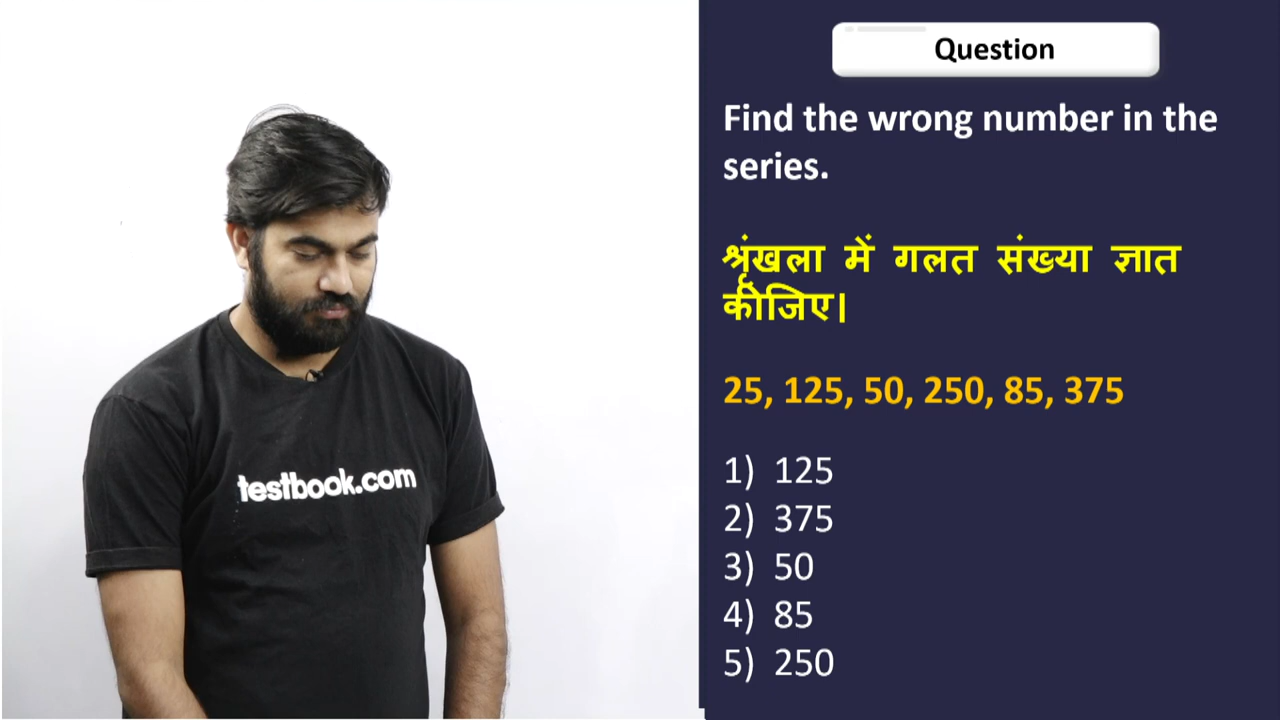 testbook.com
Question
Find the wrong number in the
series.
श्रृंखला में गलत संख्या ज्ञात
कीजिए।
25, 125, 50, 250, 85, 375
1) 125
2) 375
3) 50
4) 85
5) 250